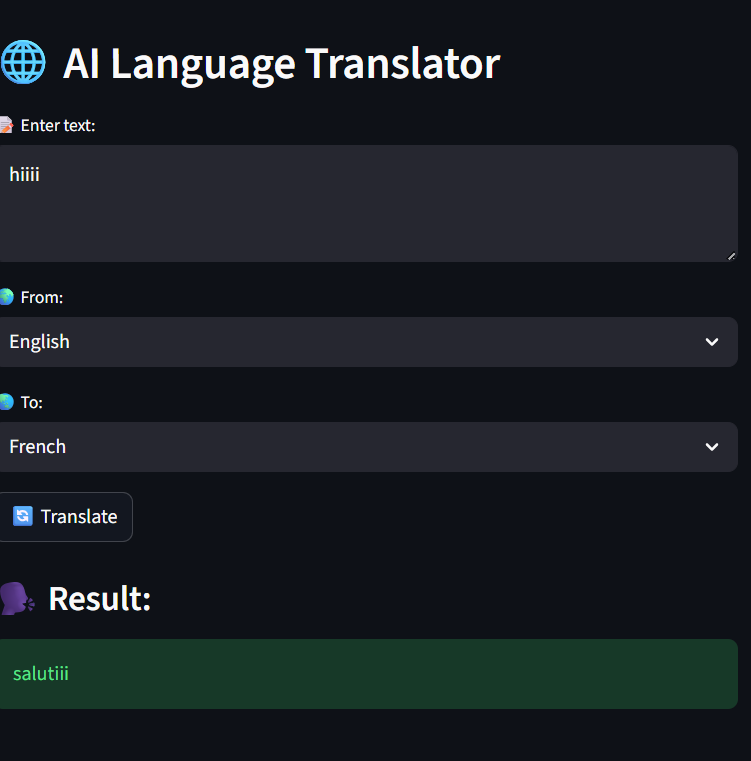 AI Language Translator
Enter text:
hiiii
From:
English
To:
French
Translate
Result:
salutiii